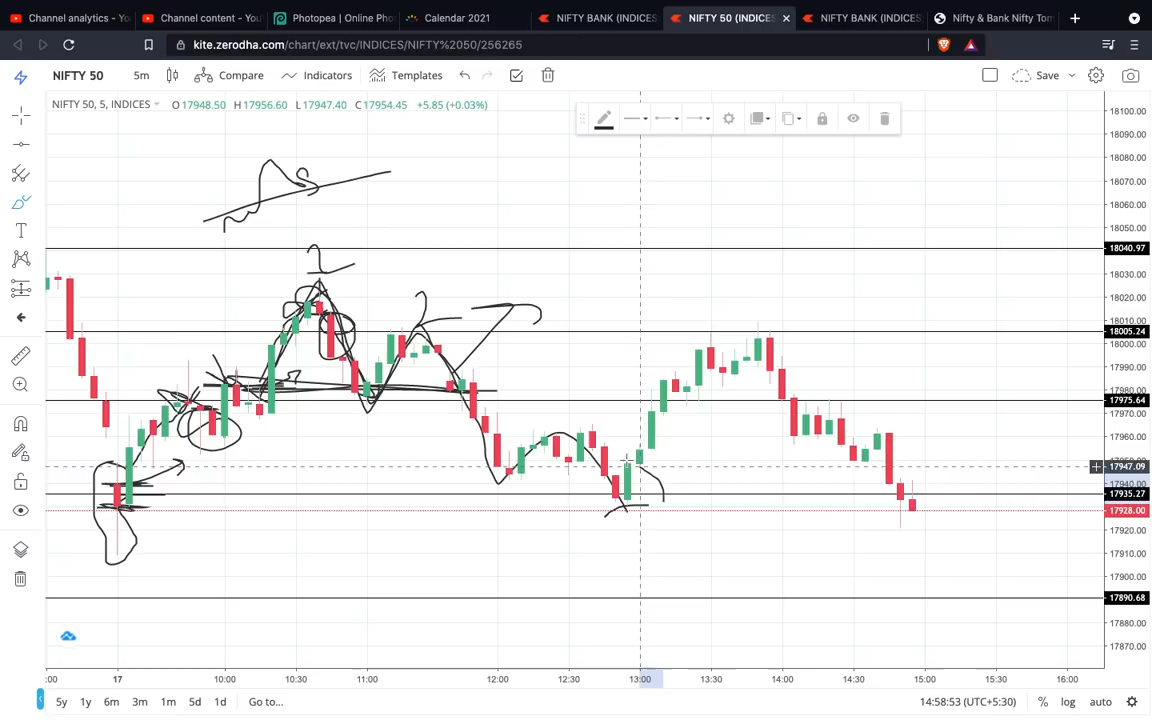 Channel analytics - Yo
Channel content - You
Photopea | Online Pho
Calendar 2021
NIFTY BANK (INDICES
NIFTY 50 (INDICES
NIFTY BANK (INDICES
Nifty & Bank Nifty Tom
kite.zerodha.com/chart/ext/tvc/INDICES/NIFTY%2050/256265
NIFTY 50 5m Compare Indicators Templates Save
NIFTY 50, 5, INDICES O17948.50 H17956.60 L17947.40 C17954.45 +5.85 (+0.03%)
18100.00
18090.00
18080.00
18070.00
18060.00
18050.00
18040.97
18030.00
18020.00
18010.00
18005.24
18000.00
17990.00
17980.00
17975.64
17970.00
17960.00
17947.09
17940.00
17935.27
17928.00
17920.00
17910.00
17900.00
17890.68
17880.00
17870.00
:00 17 10:00 10:30 11:00 12:00 12:30 13:00 13:30 14:00 14:30 15:00 15:30 16:00
5y 1y 6m 3m 1m 5d 1d Go to... 14:58:53 (UTC+5:30) % log auto